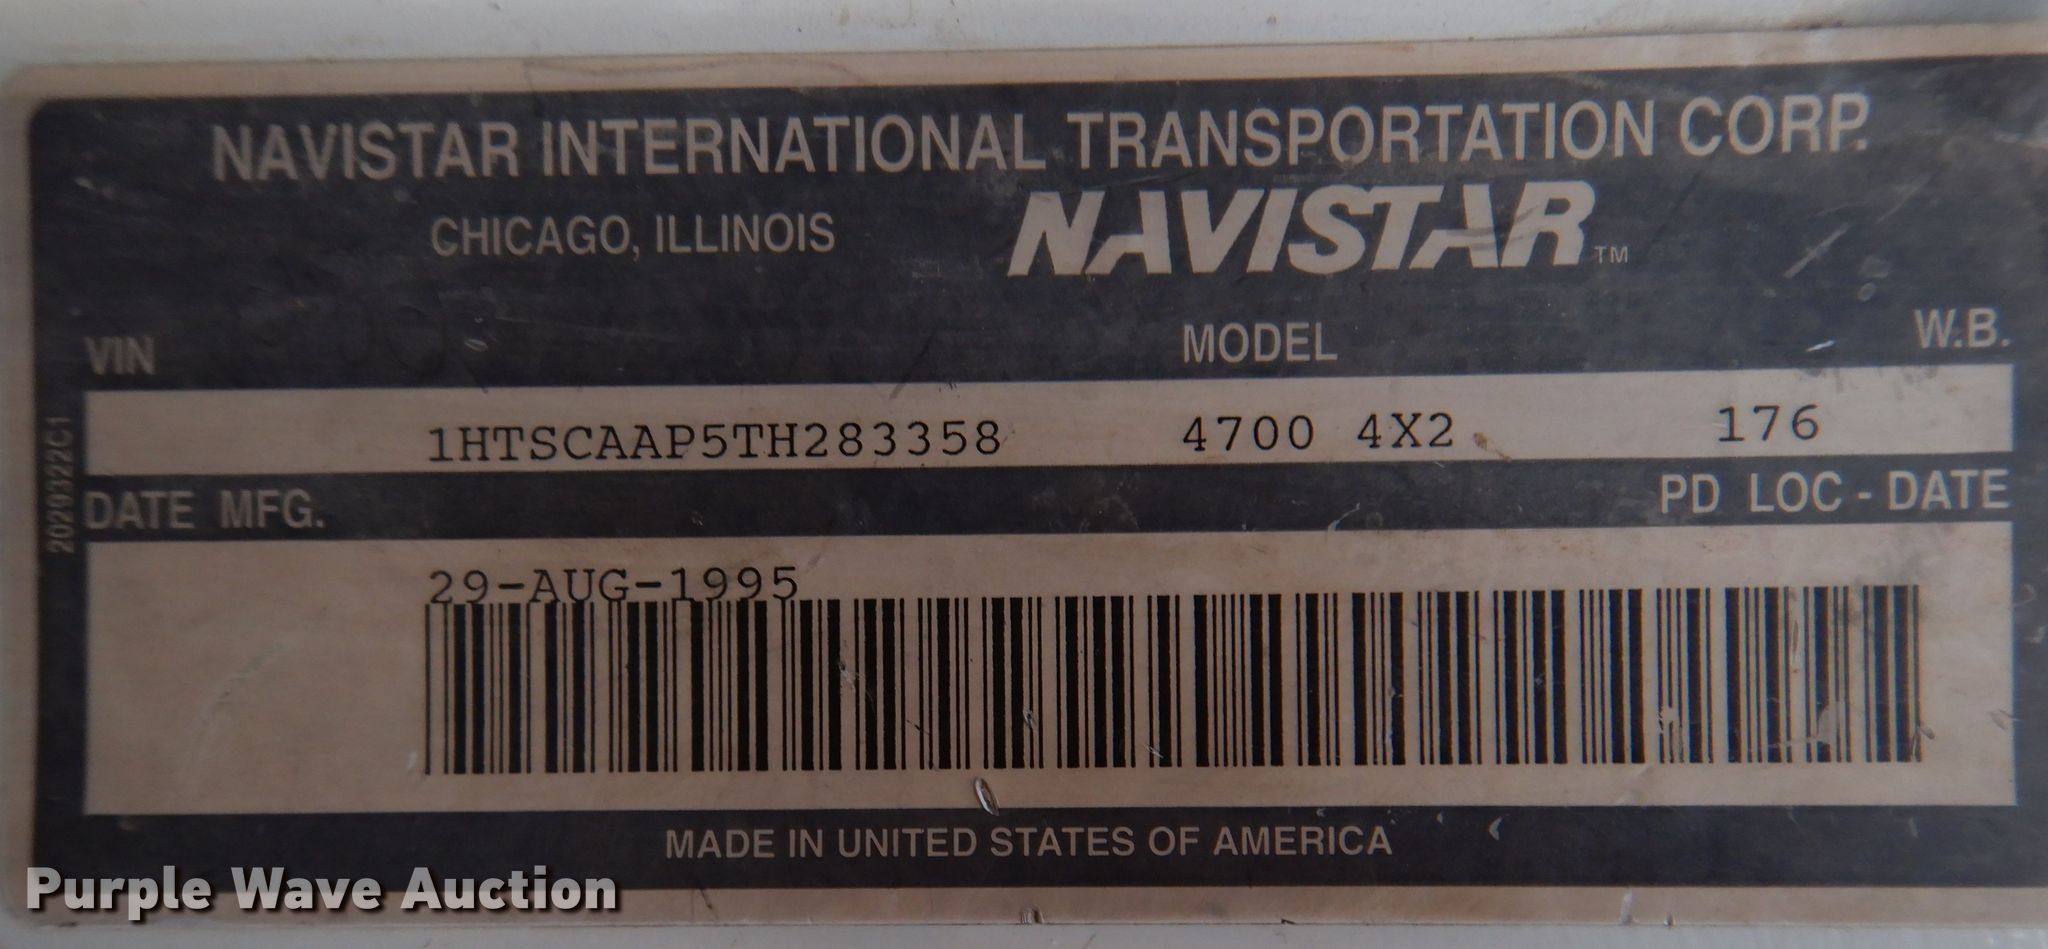 NAVISTAR INTERNATIONAL TRANSPORTATION CORP.
CHICAGO, ILLINOIS
NAVISTAR™
VIN MODEL W.B.
1HTSCAAP5TH283358 4700 4X2 176
DATE MFG. PD LOC - DATE
29-AUG-1995
2029322C1
MADE IN UNITED STATES OF AMERICA
Purple Wave Auction